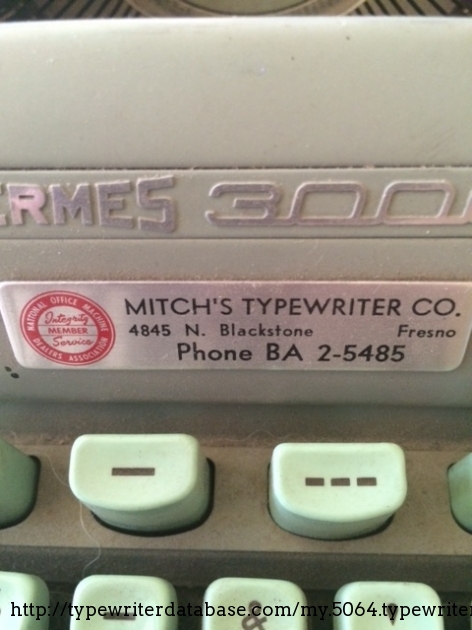 ERMES 3000
NATIONAL OFFICE MACHINE DEALERS ASSOCIATION
Integrity
MEMBER
Service
MITCH'S TYPEWRITER CO.
4845 N. Blackstone Fresno
Phone BA 2-5485
&
http://typewriterdatabase.com/my.5064.typewriter